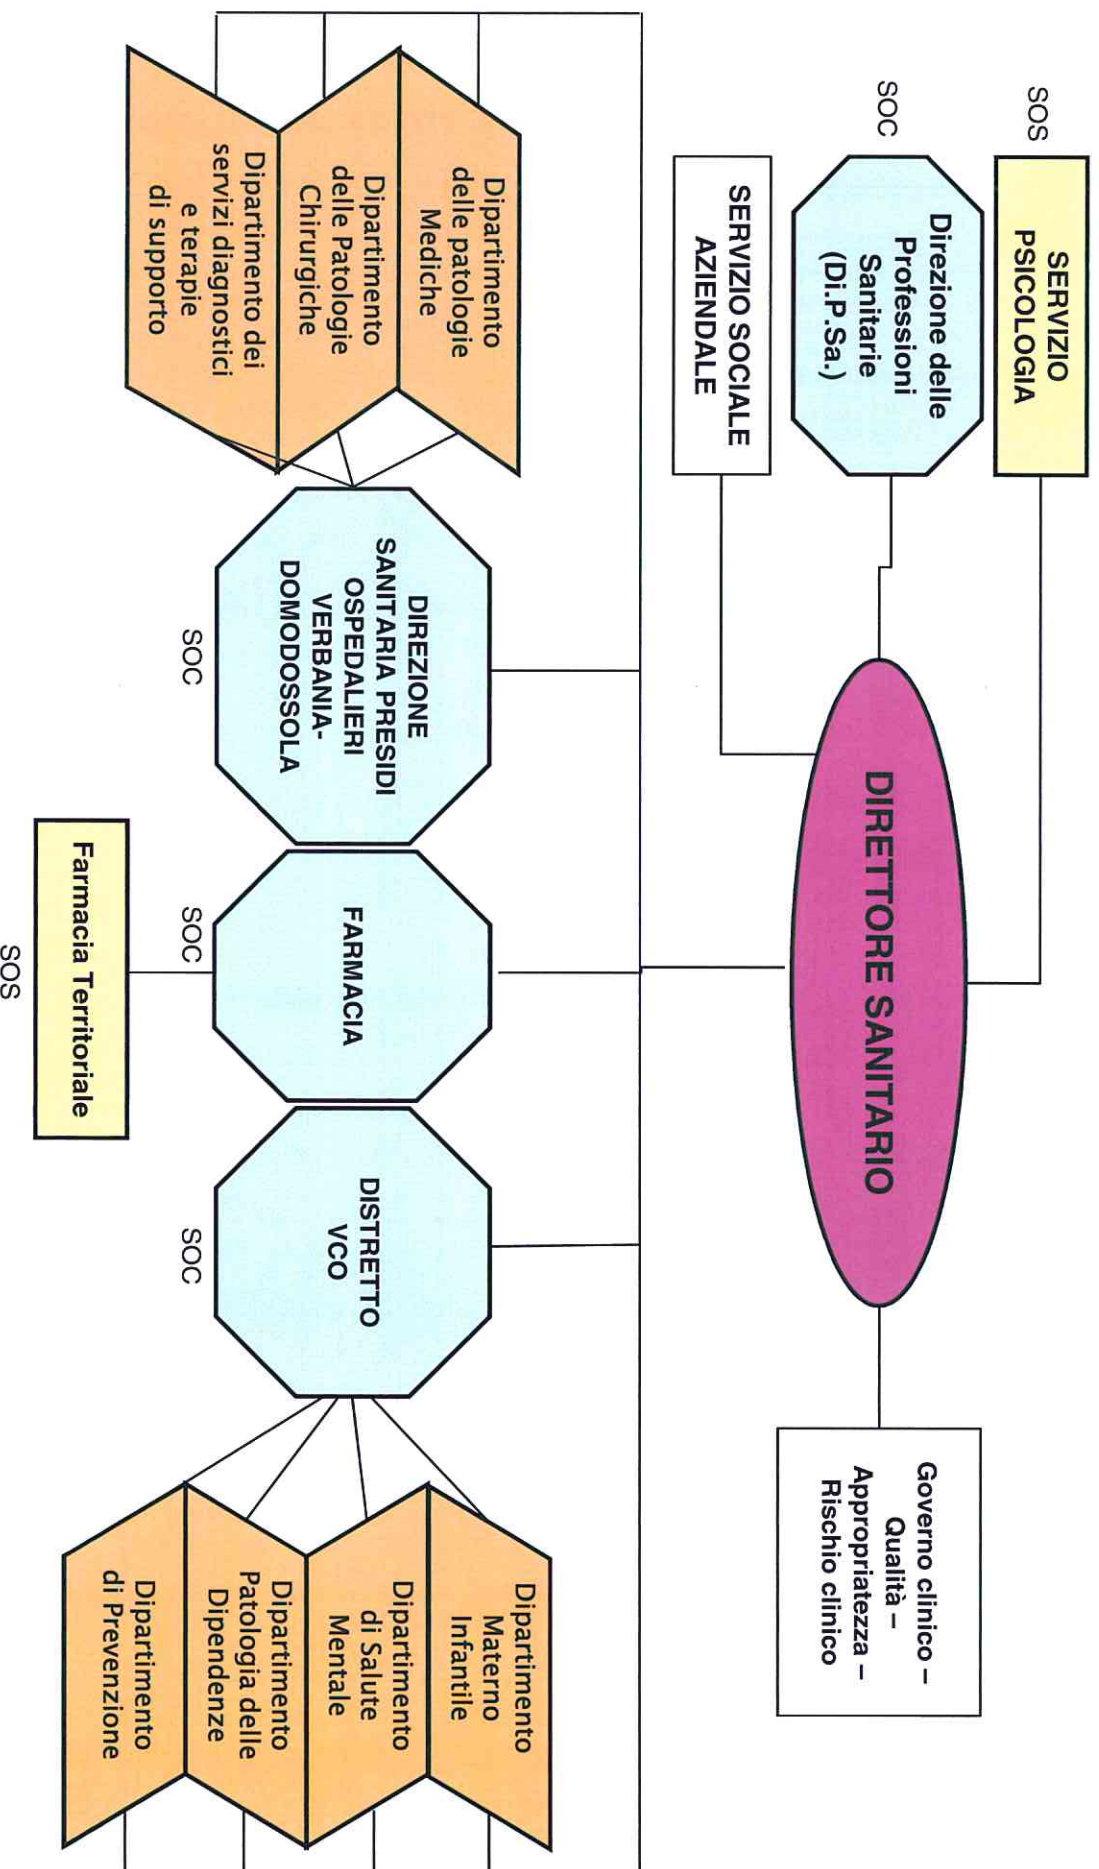 SOS
SERVIZIO
PSICOLOGIA
SOC
Direzione delle
Professioni
Sanitarie
(Di.P.Sa.)
SERVIZIO SOCIALE
AZIENDALE
DIRETTORE SANITARIO
Governo clinico –
Qualità –
Appropriatezza –
Rischio clinico
Dipartimento
delle patologie
Mediche
Dipartimento
delle Patologie
Chirurgiche
Dipartimento dei
servizi diagnostici
e terapie
di supporto
DIREZIONE
SANITARIA PRESIDI
OSPEDALIERI
VERBANIA-
DOMODOSSOLA
SOC
FARMACIA
SOC
DISTRETTO
VCO
SOC
Dipartimento
Materno
Infantile
Dipartimento
di Salute
Mentale
Dipartimento
Patologia delle
Dipendenze
Dipartimento
di Prevenzione
Farmacia Territoriale
SOS